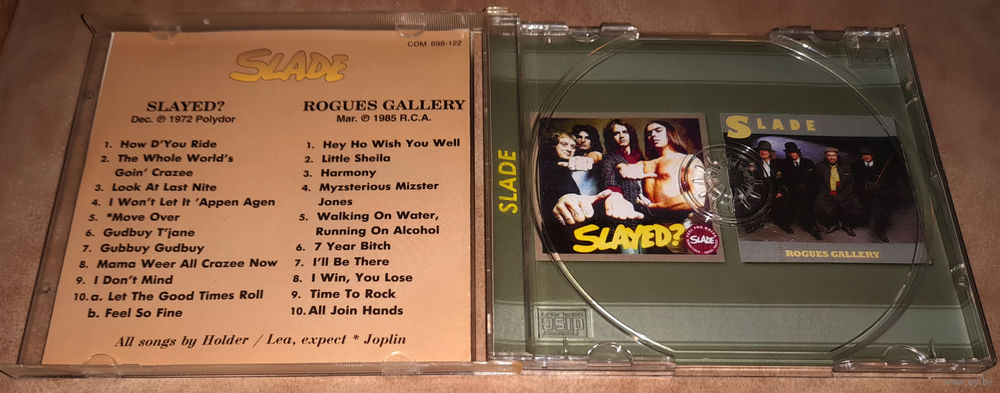 CDM 698-122
SLADE
SLAYED?
Dec. ℗ 1972 Polydor
1. How D'You Ride
2. The Whole World's
Goin' Crazee
3. Look At Last Nite
4. I Won't Let It 'Appen Agen
5. *Move Over
6. Gudbuy T'jane
7. Gubbuy Gudbuy
8. Mama Weer All Crazee Now
9. I Don't Mind
10. a. Let The Good Times Roll
b. Feel So Fine
ROGUES GALLERY
Mar. ℗ 1985 R.C.A.
1. Hey Ho Wish You Well
2. Little Sheila
3. Harmony
4. Myzsterious Mizster
Jones
5. Walking On Water,
Running On Alcohol
6. 7 Year Bitch
7. I'll Be There
8. I Win, You Lose
9. Time To Rock
10. All Join Hands
All songs by Holder / Lea, expect * Joplin
SLADE
SLAYED?
SLADE
SLADE
ROGUES GALLERY
disc